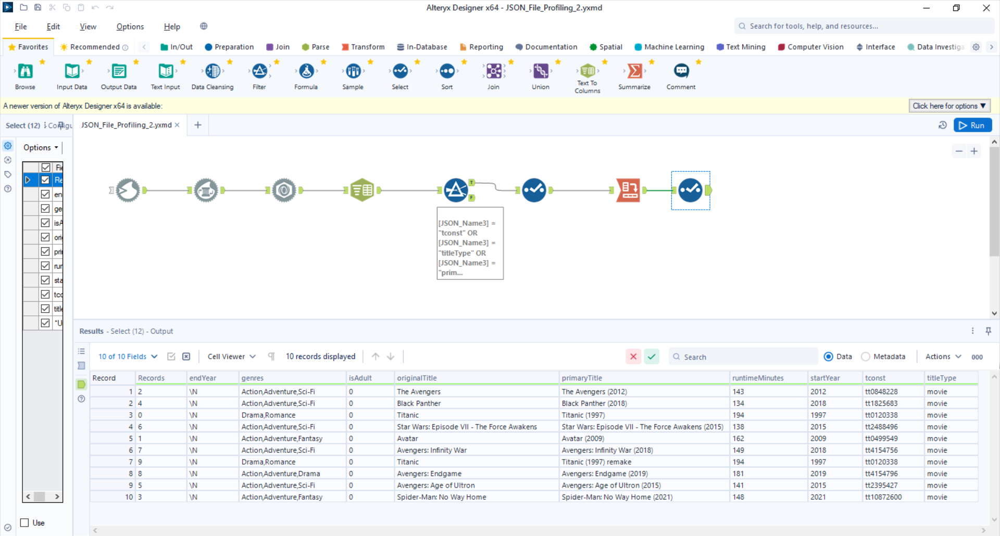 Alteryx Designer x64 - JSON_File_Profiling_2.yxmd
File Edit View Options Help
Search for tools, help, and resources...
Favorites Recommended In/Out Preparation Join Parse Transform In-Database Reporting Documentation Spatial Machine Learning Text Mining Computer Vision Interface Data Investiga
Browse Input Data Output Data Text Input Data Cleansing Filter Formula Sample Select Sort Join Union Text To Columns Summarize Comment
A newer version of Alteryx Designer x64 is available:
Click here for options ▼
Select (12) Configu
JSON_File_Profiling_2.yxmd
Run
Options
Fie
Re
en
ge
isA
ori
pri
rur
sta
tcc
title
*U
Use
T
F
[JSON_Name3] =
"tconst" OR
[JSON_Name3] =
"titleType" OR
[JSON_Name3] =
"prim...
Results - Select (12) - Output
10 of 10 Fields Cell Viewer 10 records displayed Search Data Metadata Actions 000
Record Records endYear genres isAdult originalTitle primaryTitle runtimeMinutes startYear tconst titleType
1 2 \N Action,Adventure,Sci-Fi 0 The Avengers The Avengers (2012) 143 2012 tt0848228 movie
2 4 \N Action,Adventure,Sci-Fi 0 Black Panther Black Panther (2018) 134 2018 tt1825683 movie
3 0 \N Drama,Romance 0 Titanic Titanic (1997) 194 1997 tt0120338 movie
4 6 \N Action,Adventure,Sci-Fi 0 Star Wars: Episode VII - The Force Awakens Star Wars: Episode VII - The Force Awakens (2015) 138 2015 tt2488496 movie
5 1 \N Action,Adventure,Fantasy 0 Avatar Avatar (2009) 162 2009 tt0499549 movie
6 7 \N Action,Adventure,Sci-Fi 0 Avengers: Infinity War Avengers: Infinity War (2018) 149 2018 tt4154756 movie
7 9 \N Drama,Romance 0 Titanic Titanic (1997) remake 194 1997 tt0120338 movie
8 8 \N Action,Adventure,Drama 0 Avengers: Endgame Avengers: Endgame (2019) 181 2019 tt4154796 movie
9 5 \N Action,Adventure,Sci-Fi 0 Avengers: Age of Ultron Avengers: Age of Ultron (2015) 141 2015 tt2395427 movie
10 3 \N Action,Adventure,Fantasy 0 Spider-Man: No Way Home Spider-Man: No Way Home (2021) 148 2021 tt10872600 movie